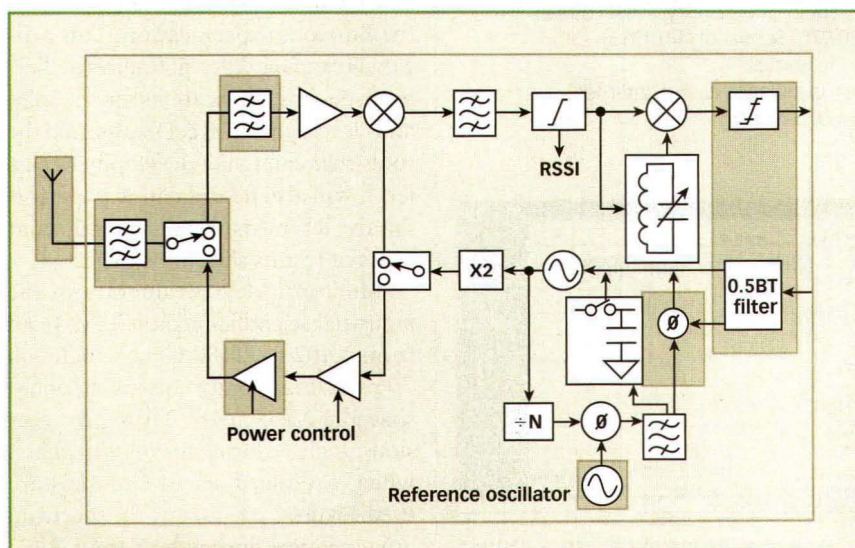 RSSI
X2
0.5BT
filter
Ø
Power control
÷N
Ø
Reference oscillator